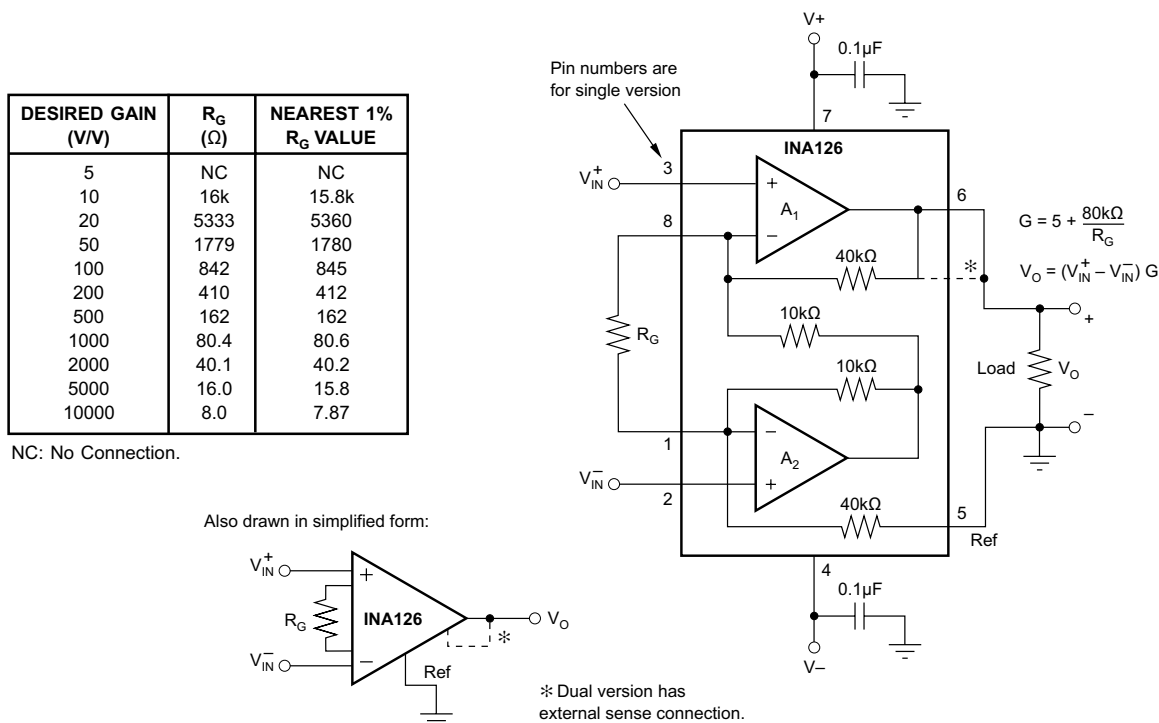 DESIRED GAIN (V/V) R_G (Ω) NEAREST 1% R_G VALUE
5 NC NC
10 16k 15.8k
20 5333 5360
50 1779 1780
100 842 845
200 410 412
500 162 162
1000 80.4 80.6
2000 40.1 40.2
5000 16.0 15.8
10000 8.0 7.87
NC: No Connection.
Pin numbers are
for single version
V+
0.1µF
7
INA126
3
V_IN^+
+
A_1
–
6
8
40kΩ
✻
G = 5 + 80kΩ / R_G
V_O = (V_IN^+ – V_IN^–) G
10kΩ
R_G
10kΩ
+
Load
V_O
–
1
–
A_2
+
V_IN^–
2
40kΩ
5
Ref
4
0.1µF
V–
Also drawn in simplified form:
V_IN^+
+
R_G
INA126
V_O
✻
V_IN^–
–
Ref
✻ Dual version has
external sense connection.